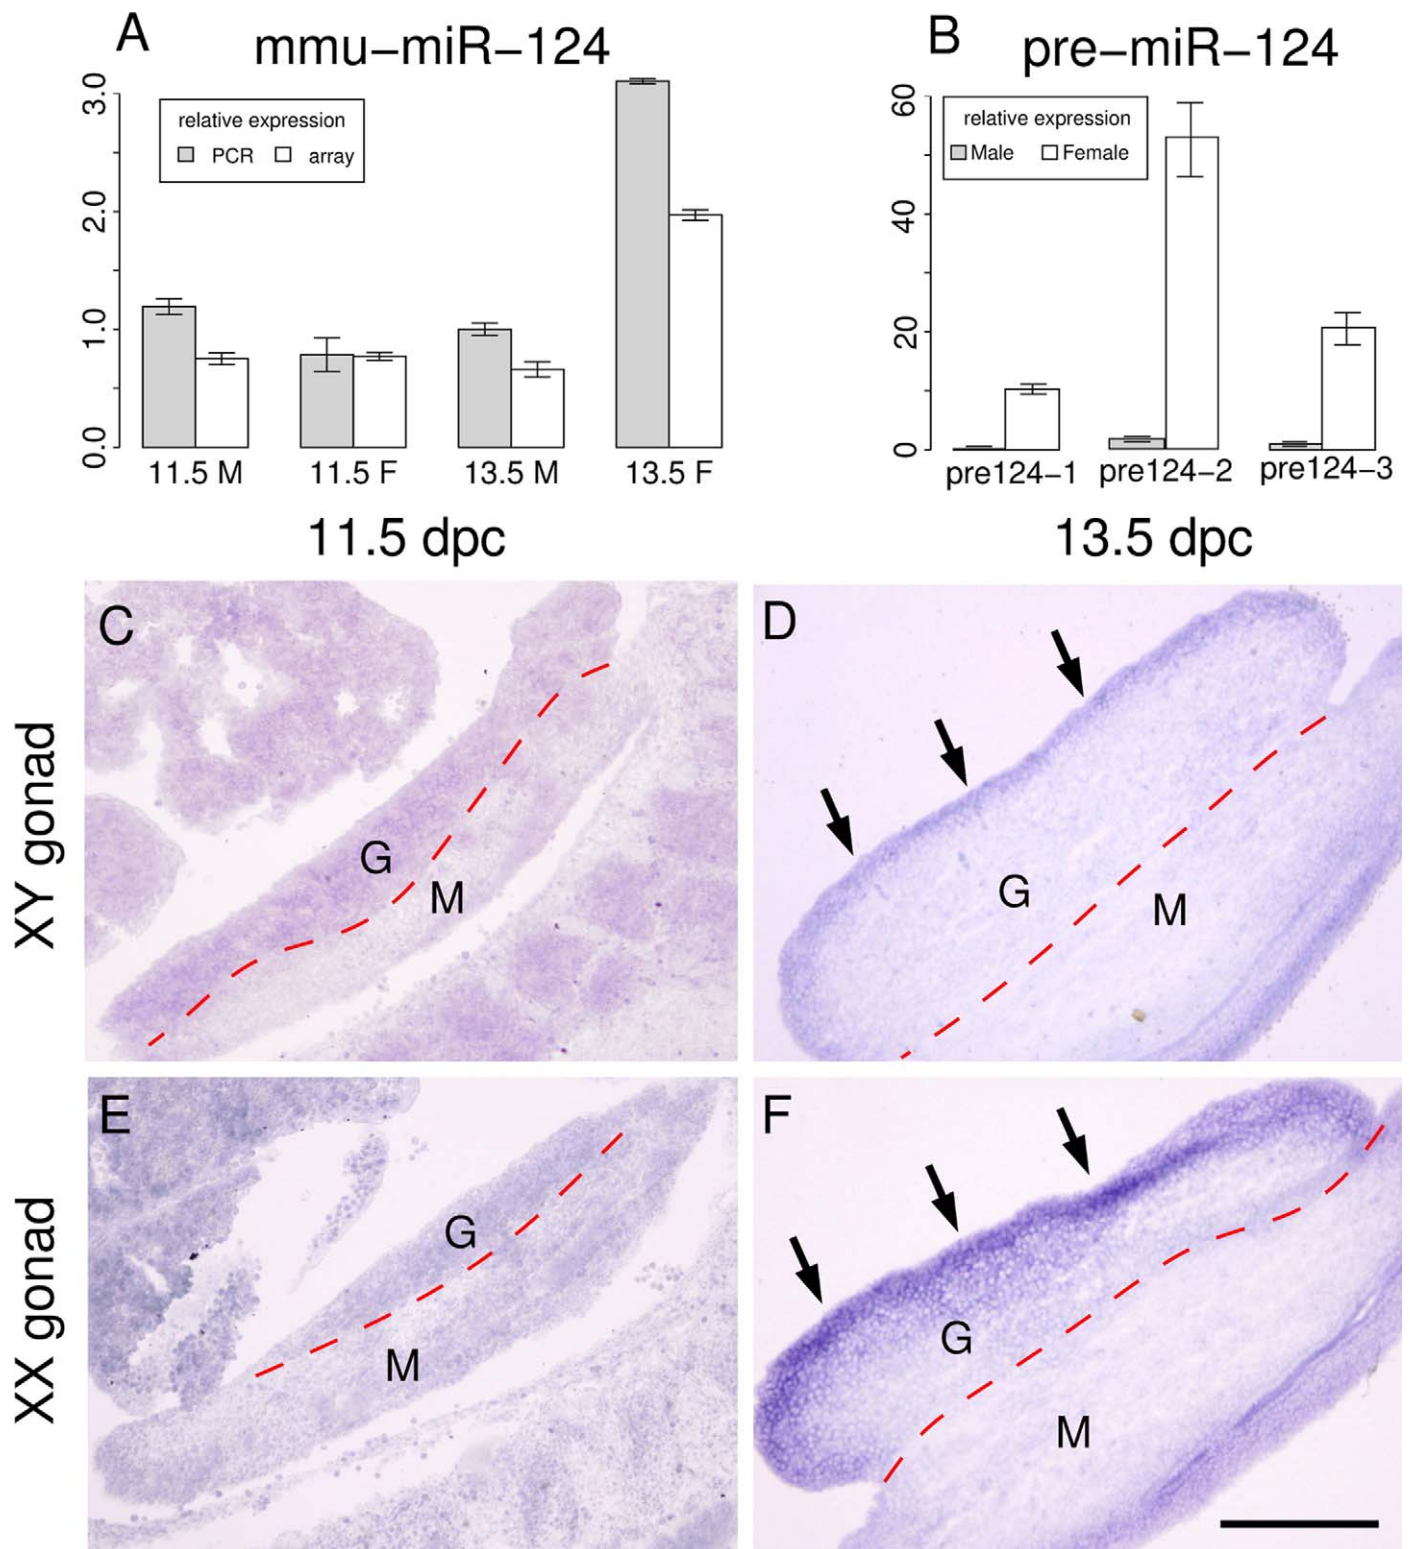 A
mmu-miR-124
3.0
2.0
1.0
0.0
relative expression
PCR array
11.5 M 11.5 F 13.5 M 13.5 F
B
pre-miR-124
60
40
20
0
relative expression
Male Female
pre124-1 pre124-2 pre124-3
11.5 dpc 13.5 dpc
XY gonad
C
G
M
D
G
M
XX gonad
E
G
M
F
G
M